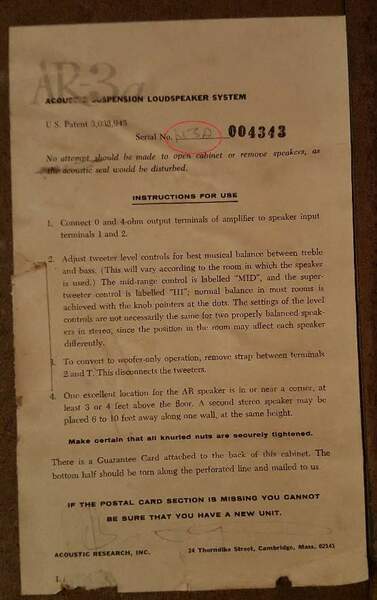 AR-3a
ACOUSTIC SUSPENSION LOUDSPEAKER SYSTEM
U. S. Patent 3,033,945
Serial No. 004343
No attempt should be made to open cabinet or remove speakers, as
the acoustic seal would be disturbed.
INSTRUCTIONS FOR USE
1. Connect 0 and 4-ohm output terminals of amplifier to speaker input
terminals 1 and 2.
2. Adjust tweeter level controls for best musical balance between treble
and bass. (This will vary according to the room in which the speaker
is used.) The mid-range control is labelled "MID", and the super-
tweeter control is labelled "HI"; normal balance in most rooms is
achieved with the knob pointers at the dots. The settings of the level
controls are not necessarily the same for two properly balanced speak-
ers in stereo, since the position in the room may affect each speaker
differently.
3. To convert to woofer-only operation, remove strap between terminals
2 and T. This disconnects the tweeters.
4. One excellent location for the AR speaker is in or near a corner, at
least 3 or 4 feet above the floor. A second stereo speaker may be
placed 6 to 10 feet away along one wall, at the same height.
Make certain that all knurled nuts are securely tightened.
There is a Guarantee Card attached to the back of this cabinet. The
bottom half should be torn along the perforated line and mailed to us
IF THE POSTAL CARD SECTION IS MISSING YOU CANNOT
BE SURE THAT YOU HAVE A NEW UNIT.
ACOUSTIC RESEARCH, INC. 24 Thorndike Street, Cambridge, Mass. 02141